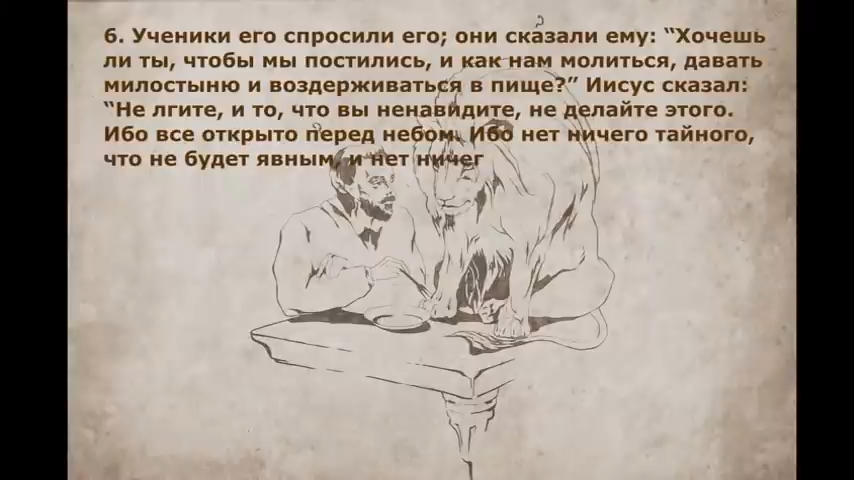 6. Ученики его спросили его; они сказали ему: “Хочешь
ли ты, чтобы мы постились, и как нам молиться, давать
милостыню и воздерживаться в пище?” Иисус сказал:
“Не лгите, и то, что вы ненавидите, не делайте этого.
Ибо все открыто перед небом. Ибо нет ничего тайного,
что не будет явным, и нет ничег